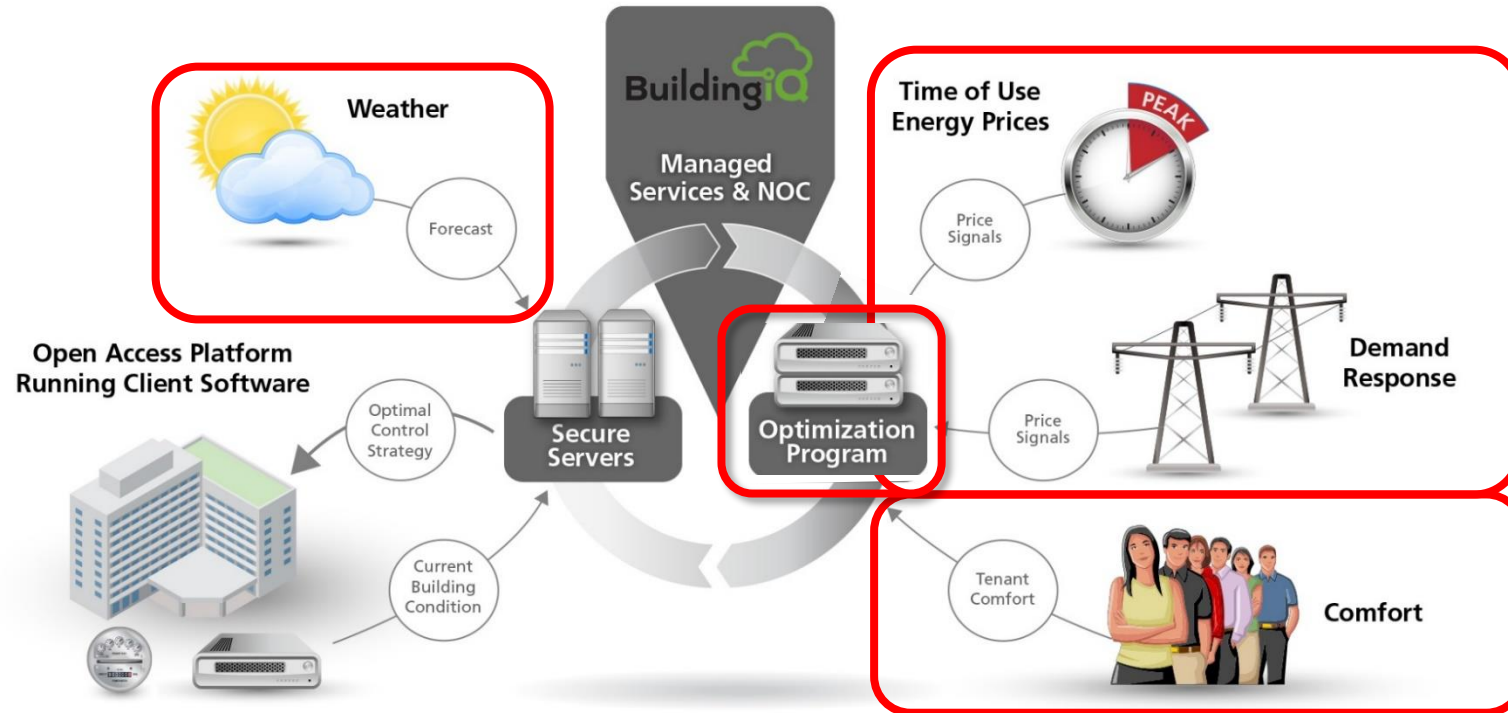 Weather
Forecast
BuildingIQ
Managed
Services & NOC
Time of Use
Energy Prices
PEAK
Price
Signals
Demand
Response
Price
Signals
Open Access Platform
Running Client Software
Optimal
Control
Strategy
Secure
Servers
Optimization
Program
Current
Building
Condition
Tenant
Comfort
Comfort